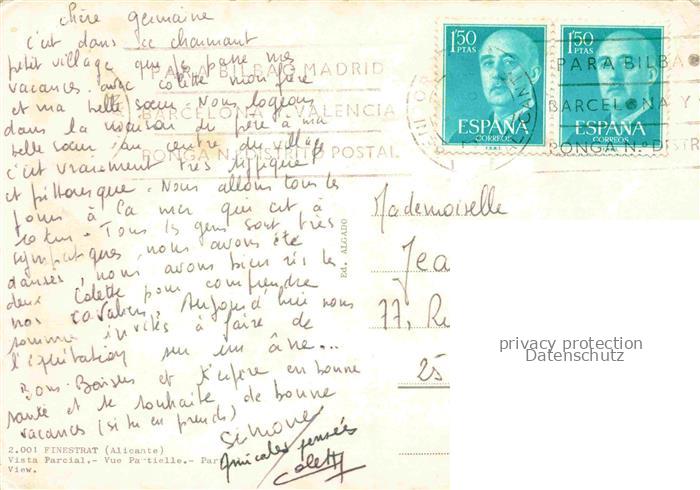 chère germaine
C'est dans ce charmant
petit village que je passe mes
vacances avec Colette mon frère
et ma belle sœur. Nous logeons
dans la maison du père à ma
belle sœur au centre du village
c'est vraiment très typique
et pittoresque. Nous allons tous les
jours à la mer qui est à
10 km. Tous les gens sont très
sympatiques, nous avons été
danser, nous avons bien ris les
deux Colette pour comprendre
nos cavaliers. Aujourd'hui nous
somme invités à faire de
l'équitation sur un âne...
Bons Baisers et t'espère en bonne
santé et te souhaite de bonne
vacances (si tu en prends)
Simone
Amicales pensées
Colette
2.001 FINESTRAT (Alicante)
Vista Parcial.- Vue Partielle.- Par
View.
Ed. ALGADO
1'50
PTAS
ESPAÑA
CORREOS
1'50
PTAS
ESPAÑA
CORREOS
PARA BILBAO MADRID
BARCELONA Y VALENCIA
PONGA N.º DISTRITO POSTAL
PARA BILBAO
BARCELONA Y
PONGA N.º DISTR
Mademoiselle
Jea
77, R
25
privacy protection
Datenschutz